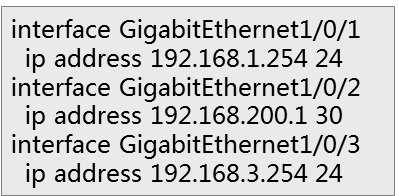 interface GigabitEthernet1/0/1
ip address 192.168.1.254 24
interface GigabitEthernet1/0/2
ip address 192.168.200.1 30
interface GigabitEthernet1/0/3
ip address 192.168.3.254 24